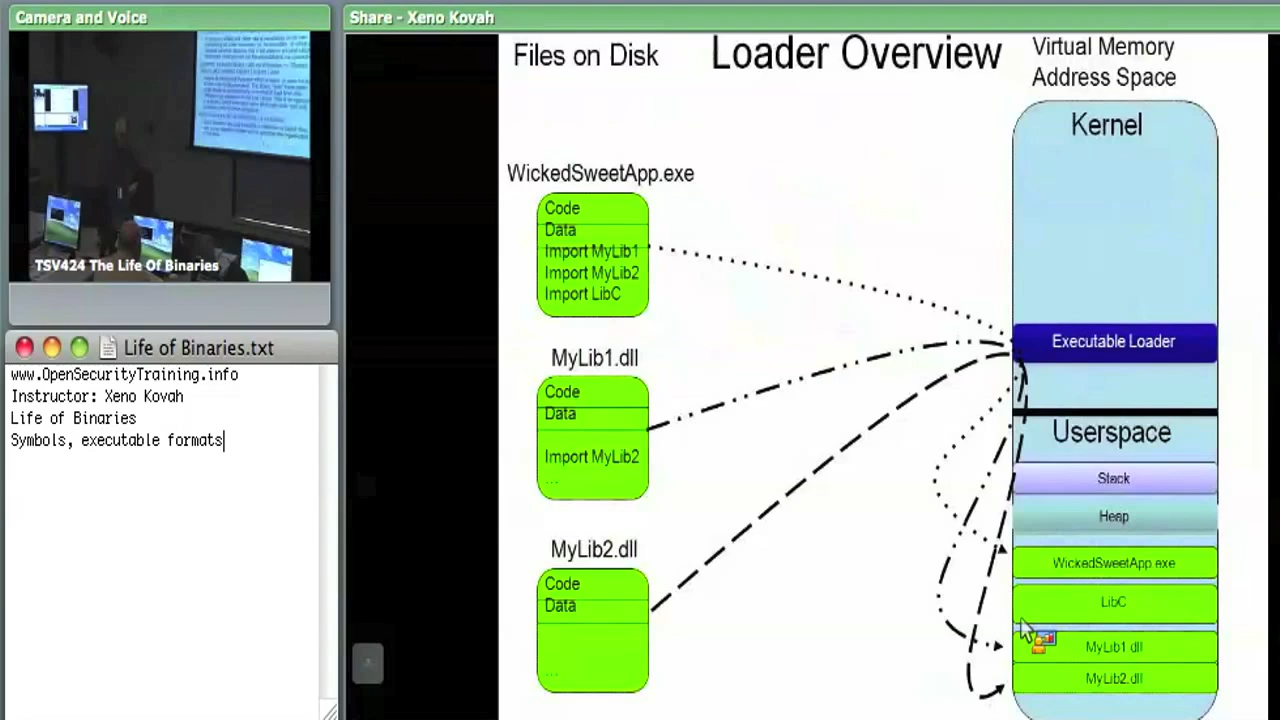 Camera and Voice
TSV424 The Life Of Binaries
Life of Binaries.txt
www.OpenSecurityTraining.info
Instructor: Xeno Kovah
Life of Binaries
Symbols, executable formats
Share - Xeno Kovah
Files on Disk
Loader Overview
Virtual Memory
Address Space
WickedSweetApp.exe
Code
Data
Import MyLib1
Import MyLib2
Import LibC
MyLib1.dll
Code
Data
Import MyLib2
...
MyLib2.dll
Code
Data
...
Kernel
Executable Loader
Userspace
Stack
Heap
WickedSweetApp.exe
LibC
MyLib1.dll
MyLib2.dll